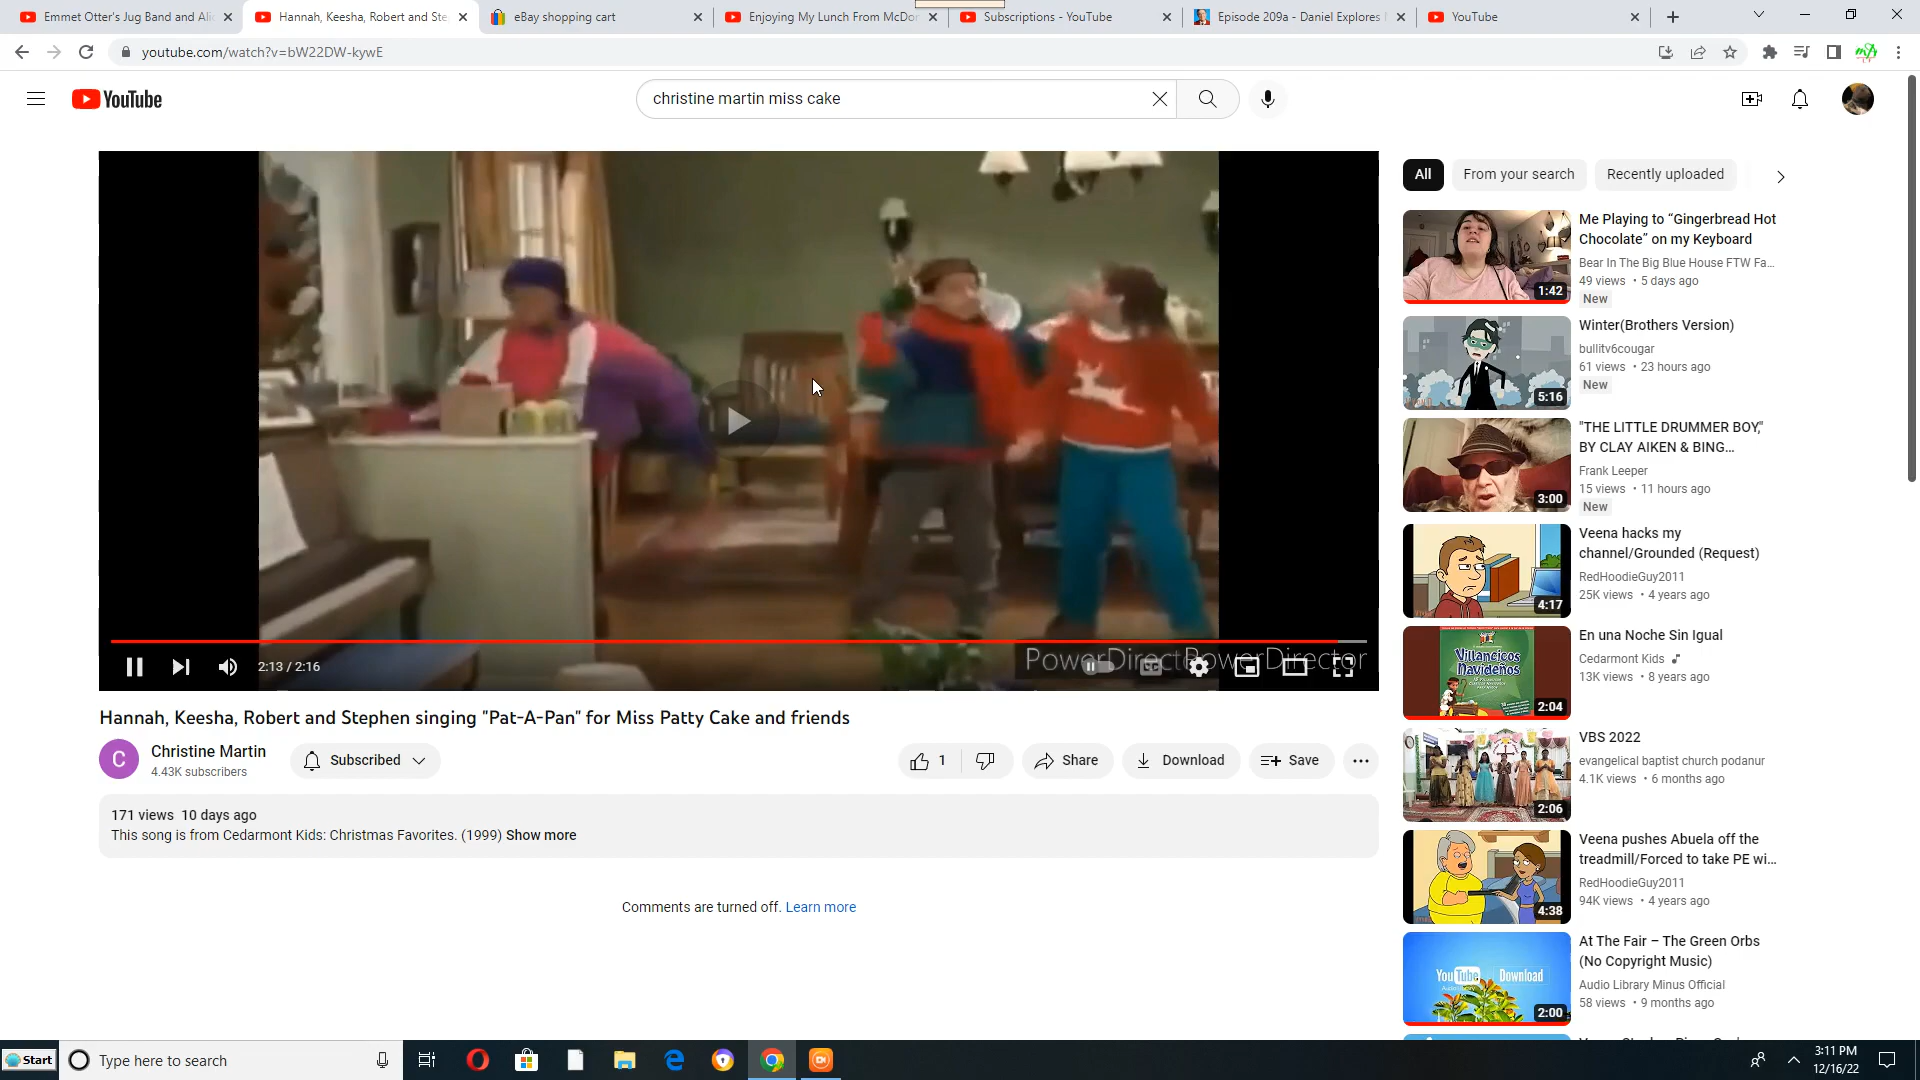 Emmet Otter's Jug Band and Ali
Hannah, Keesha, Robert and Ste
eBay shopping cart
Enjoying My Lunch From McDo
Subscriptions - YouTube
Episode 209a - Daniel Explores
YouTube
youtube.com/watch?v=bW22DW-kywE
YouTube
christine martin miss cake
PowerDirect
PowerDirector
2:13 / 2:16
Hannah, Keesha, Robert and Stephen singing "Pat-A-Pan" for Miss Patty Cake and friends
C
Christine Martin
4.43K subscribers
Subscribed
1
Share
Download
Save
171 views 10 days ago
This song is from Cedarmont Kids: Christmas Favorites. (1999) Show more
Comments are turned off. Learn more
All
From your search
Recently uploaded
Me Playing to “Gingerbread Hot
Chocolate” on my Keyboard
Bear In The Big Blue House FTW Fa...
49 views • 5 days ago
New
1:42
Winter(Brothers Version)
bullitv6cougar
61 views • 23 hours ago
New
5:16
"THE LITTLE DRUMMER BOY,"
BY CLAY AIKEN & BING...
Frank Leeper
15 views • 11 hours ago
New
3:00
Veena hacks my
channel/Grounded (Request)
RedHoodieGuy2011
25K views • 4 years ago
4:17
En una Noche Sin Igual
Cedarmont Kids
13K views • 8 years ago
Villancicos
Navideños
2:04
VBS 2022
evangelical baptist church podanur
4.1K views • 6 months ago
2:06
Veena pushes Abuela off the
treadmill/Forced to take PE wi...
RedHoodieGuy2011
94K views • 4 years ago
4:38
At The Fair – The Green Orbs
(No Copyright Music)
Audio Library Minus Official
58 views • 9 months ago
YouTube Download
2:00
Start
Type here to search
3:11 PM
12/16/22